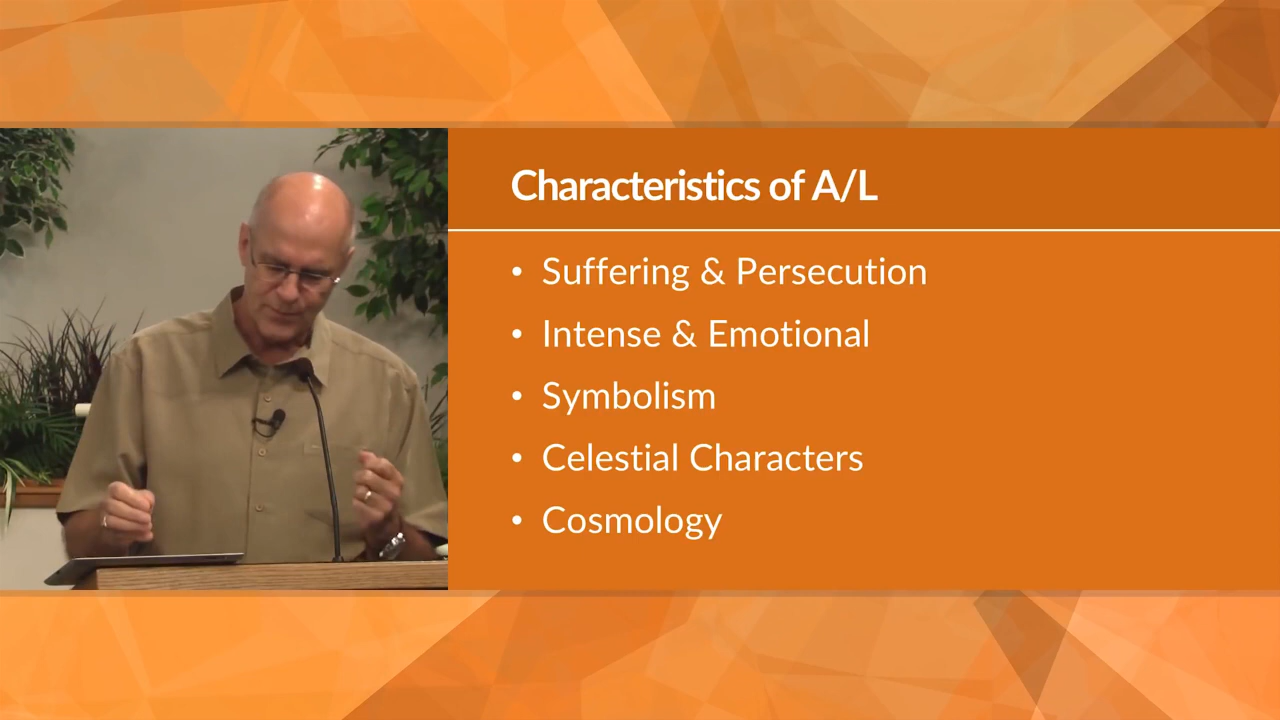 Characteristics of A/L
• Suffering & Persecution
• Intense & Emotional
• Symbolism
• Celestial Characters
• Cosmology